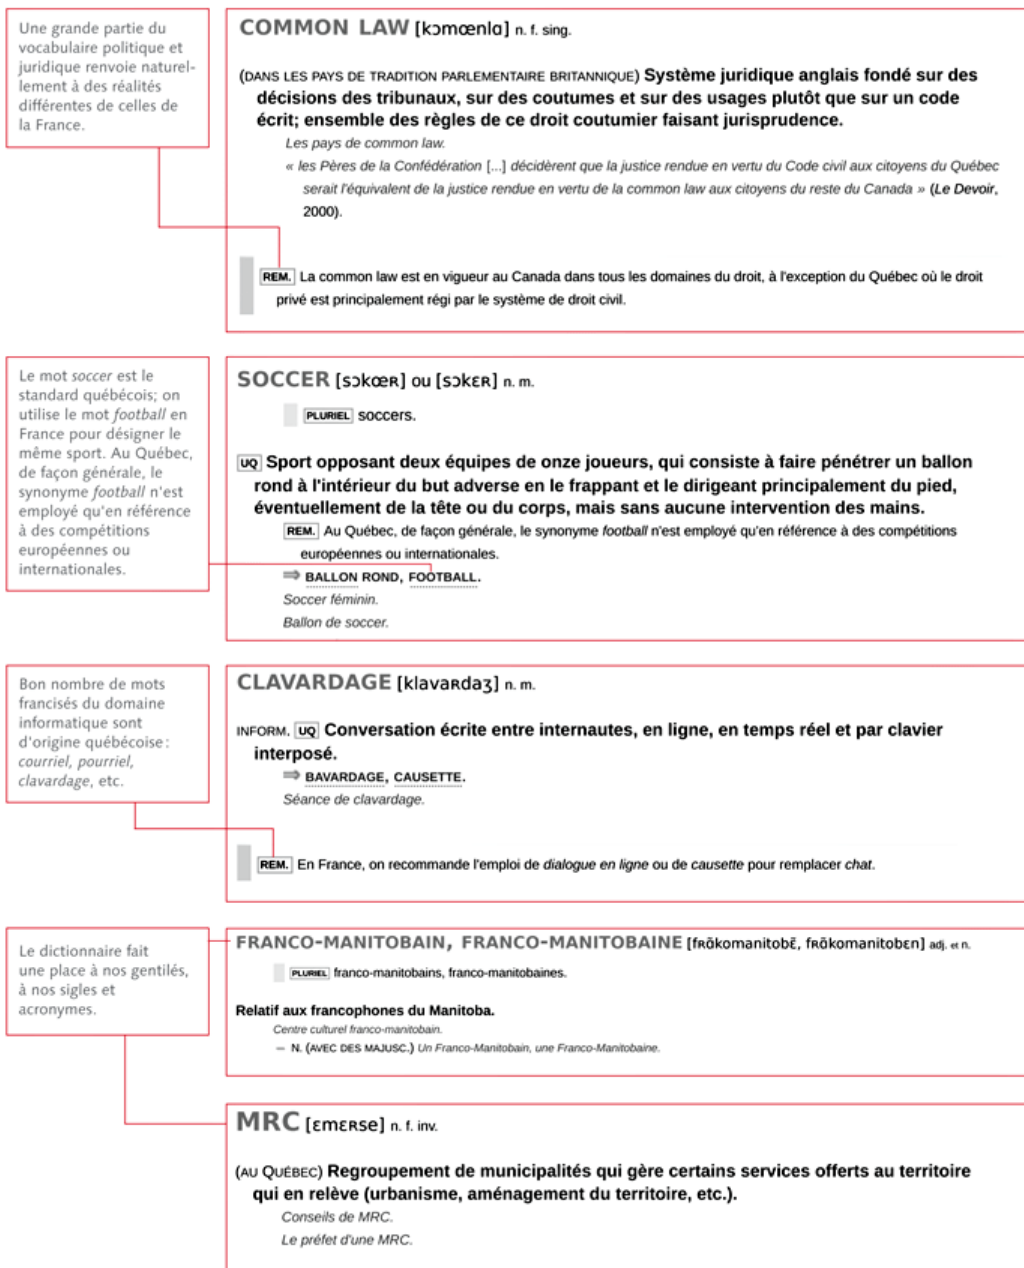 Une grande partie du
vocabulaire politique et
juridique renvoie naturel-
lement à des réalités
différentes de celles de
la France.
COMMON LAW [kɔmœnlɑ] n. f. sing.
(DANS LES PAYS DE TRADITION PARLEMENTAIRE BRITANNIQUE) Système juridique anglais fondé sur des
décisions des tribunaux, sur des coutumes et sur des usages plutôt que sur un code
écrit; ensemble des règles de ce droit coutumier faisant jurisprudence.
Les pays de common law.
« les Pères de la Confédération [...] décidèrent que la justice rendue en vertu du Code civil aux citoyens du Québec
serait l'équivalent de la justice rendue en vertu de la common law aux citoyens du reste du Canada » (Le Devoir,
2000).
REM. La common law est en vigueur au Canada dans tous les domaines du droit, à l'exception du Québec où le droit
privé est principalement régi par le système de droit civil.
Le mot soccer est le
standard québécois; on
utilise le mot football en
France pour désigner le
même sport. Au Québec,
de façon générale, le
synonyme football n'est
employé qu'en référence
à des compétitions
européennes ou
internationales.
SOCCER [sɔkœʀ] ou [sɔkɛʀ] n. m.
PLURIEL soccers.
UQ Sport opposant deux équipes de onze joueurs, qui consiste à faire pénétrer un ballon
rond à l'intérieur du but adverse en le frappant et le dirigeant principalement du pied,
éventuellement de la tête ou du corps, mais sans aucune intervention des mains.
REM. Au Québec, de façon générale, le synonyme football n'est employé qu'en référence à des compétitions
européennes ou internationales.
⇒ BALLON ROND, FOOTBALL.
Soccer féminin.
Ballon de soccer.
Bon nombre de mots
francisés du domaine
informatique sont
d'origine québécoise :
courriel, pourriel,
clavardage, etc.
CLAVARDAGE [klavaʀdaʒ] n. m.
INFORM. UQ Conversation écrite entre internautes, en ligne, en temps réel et par clavier
interposé.
⇒ BAVARDAGE, CAUSETTE.
Séance de clavardage.
REM. En France, on recommande l'emploi de dialogue en ligne ou de causette pour remplacer chat.
Le dictionnaire fait
une place à nos gentilés,
à nos sigles et
acronymes.
FRANCO-MANITOBAIN, FRANCO-MANITOBAINE [fʀɑ̃komanitobɛ̃, fʀɑ̃komanitobɛn] adj. et n.
PLURIEL franco-manitobains, franco-manitobaines.
Relatif aux francophones du Manitoba.
Centre culturel franco-manitobain.
— N. (AVEC DES MAJUSC.) Un Franco-Manitobain, une Franco-Manitobaine.
MRC [ɛmɛʀse] n. f. inv.
(AU QUÉBEC) Regroupement de municipalités qui gère certains services offerts au territoire
qui en relève (urbanisme, aménagement du territoire, etc.).
Conseils de MRC.
Le préfet d'une MRC.